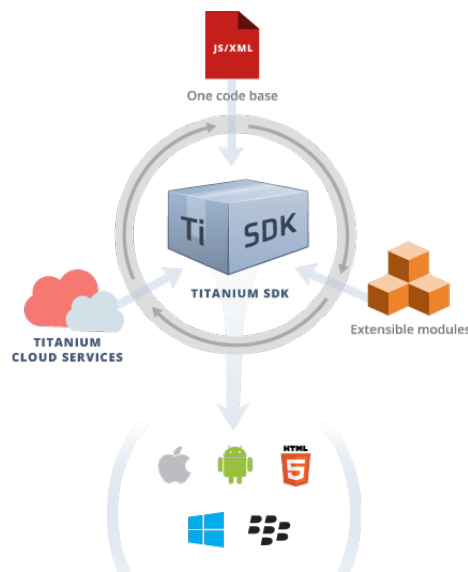 JS/XML
One code base
Ti
SDK
TITANIUM SDK
TITANIUM
CLOUD SERVICES
Extensible modules
HTML
5